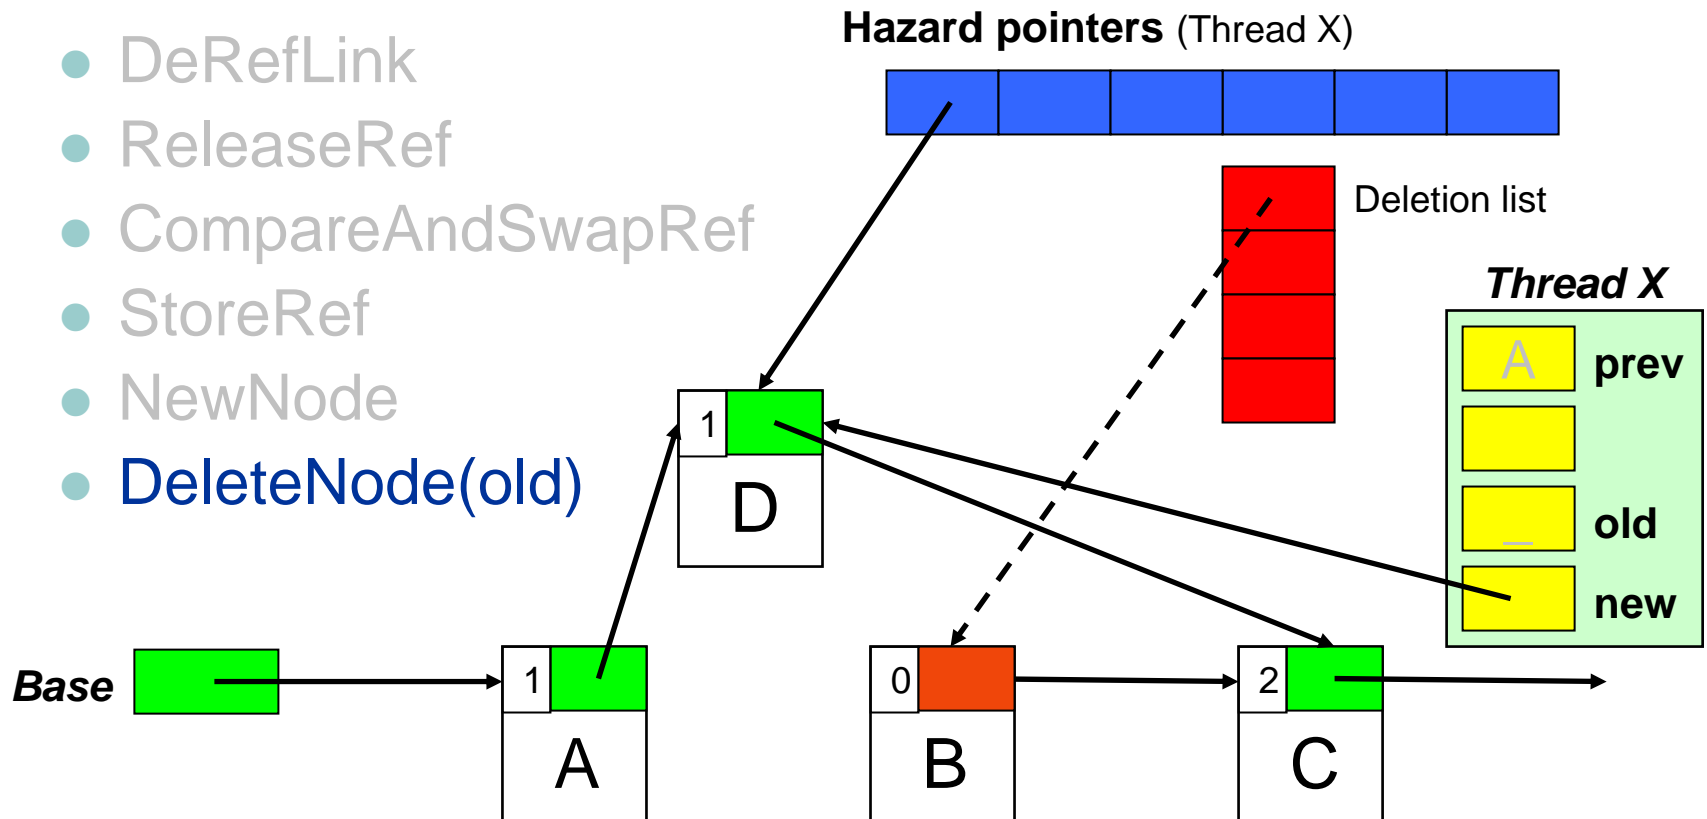 Hazard pointers (Thread X)
DeRefLink
ReleaseRef
CompareAndSwapRef
StoreRef
NewNode
DeleteNode(old)
Deletion list
Thread X
A prev
_ old
new
1
D
Base
1
A
0
B
2
C